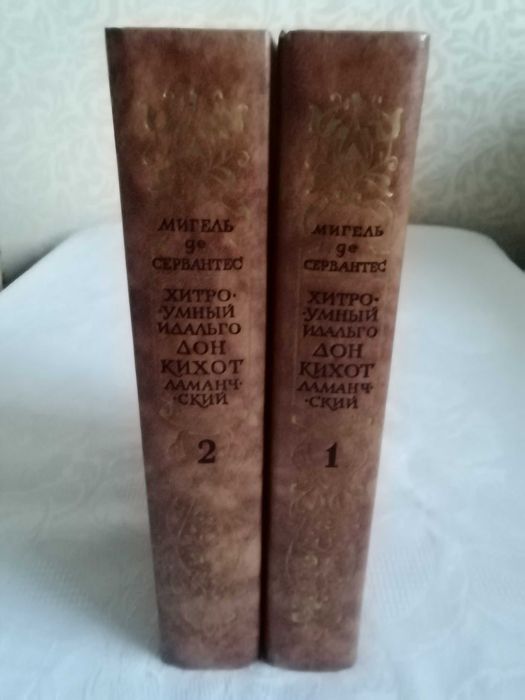 МИГЕЛЬ
де
СЕРВАНТЕС
ХИТРО·
·УМНЫЙ
ИДАЛЬГО
ДОН
КИХОТ
ЛАМАНЧ·
·СКИЙ
2
МИГЕЛЬ
де
СЕРВАНТЕС
ХИТРО·
·УМНЫЙ
ИДАЛЬГО
ДОН
КИХОТ
ЛАМАНЧ·
·СКИЙ
1